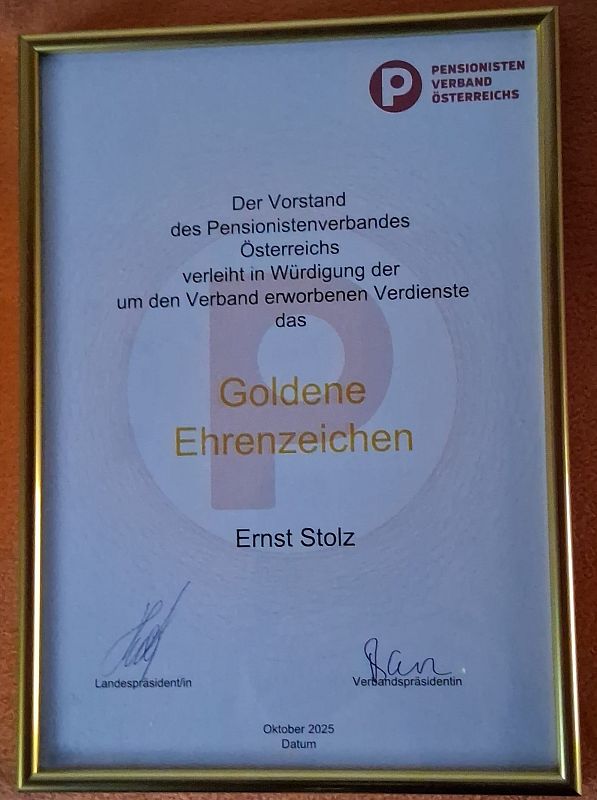 PENSIONISTEN
VERBAND
ÖSTERREICHS
Der Vorstand
des Pensionistenverbandes
Österreichs
verleiht in Würdigung der
um den Verband erworbenen Verdienste
das
Goldene
Ehrenzeichen
Ernst Stolz
Landespräsident/in
Verbandspräsidentin
Oktober 2025
Datum